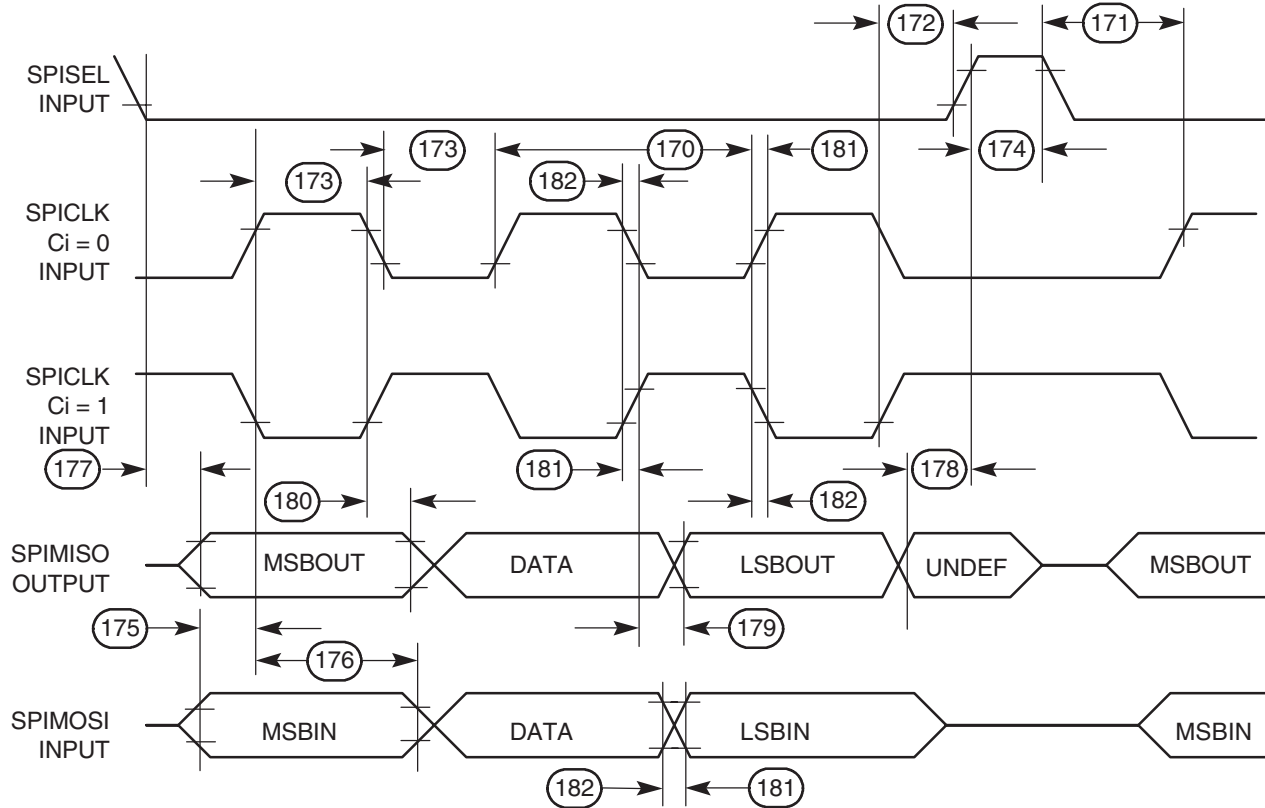 172
171
SPISEL
INPUT
173
170
181
174
173
182
SPICLK
Ci = 0
INPUT
SPICLK
Ci = 1
INPUT
177
181
178
180
182
SPIMISO
OUTPUT
MSBOUT
DATA
LSBOUT
UNDEF
MSBOUT
175
179
176
SPIMOSI
INPUT
MSBIN
DATA
LSBIN
MSBIN
182
181